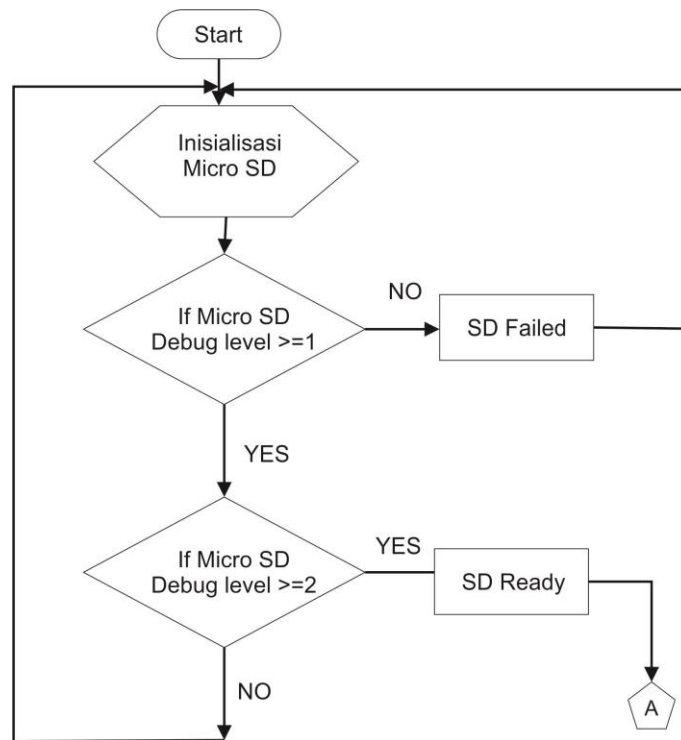 Start
Inisialisasi
Micro SD
If Micro SD
Debug level >=1
NO
SD Failed
YES
If Micro SD
Debug level >=2
YES
SD Ready
NO
A